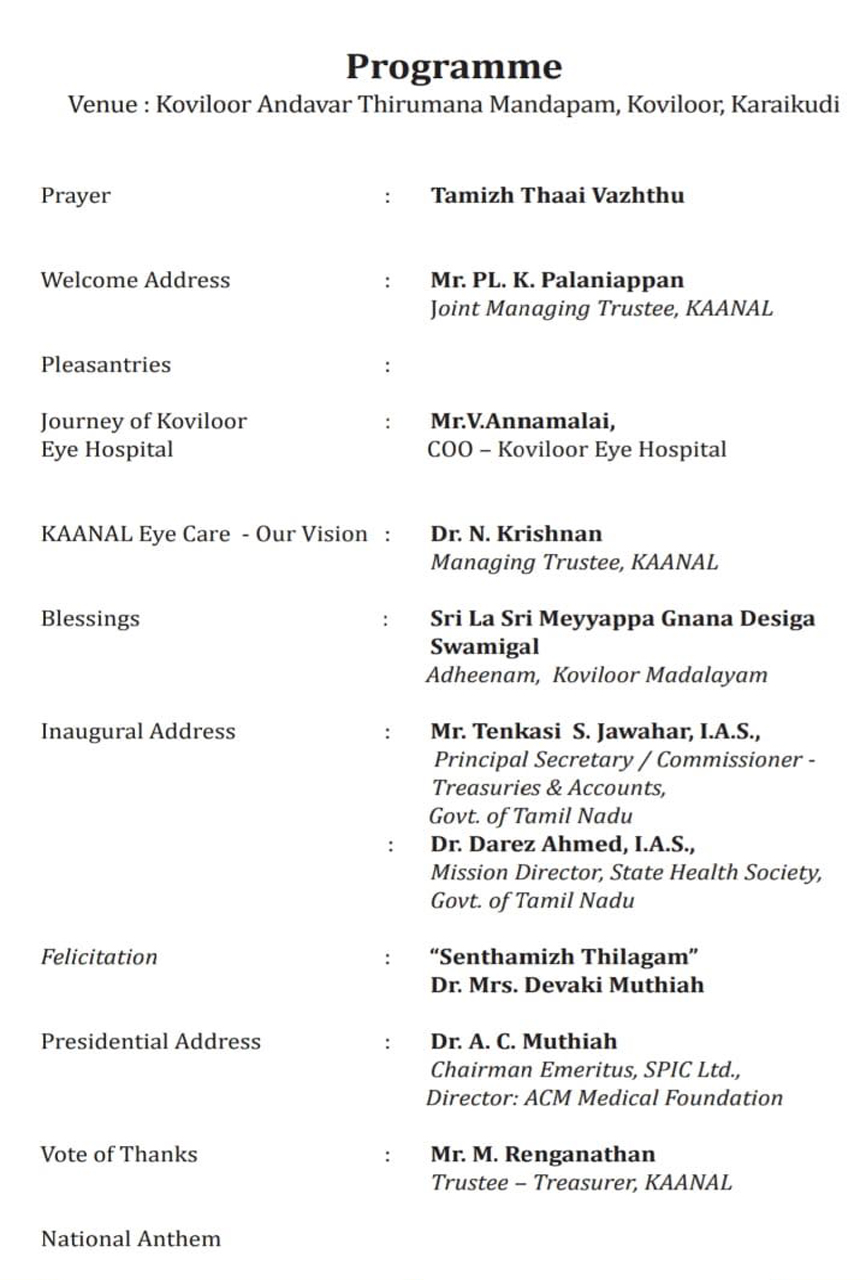 Programme
Venue : Koviloor Andavar Thirumana Mandapam, Koviloor, Karaikudi
Prayer : Tamizh Thaai Vazhthu
Welcome Address : Mr. PL. K. Palaniappan
Joint Managing Trustee, KAANAL
Pleasantries :
Journey of Koviloor : Mr.V.Annamalai,
Eye Hospital COO – Koviloor Eye Hospital
KAANAL Eye Care - Our Vision : Dr. N. Krishnan
Managing Trustee, KAANAL
Blessings : Sri La Sri Meyyappa Gnana Desiga
Swamigal
Adheenam, Koviloor Madalayam
Inaugural Address : Mr. Tenkasi S. Jawahar, I.A.S.,
Principal Secretary / Commissioner -
Treasuries & Accounts,
Govt. of Tamil Nadu
: Dr. Darez Ahmed, I.A.S.,
Mission Director, State Health Society,
Govt. of Tamil Nadu
Felicitation : “Senthamizh Thilagam”
Dr. Mrs. Devaki Muthiah
Presidential Address : Dr. A. C. Muthiah
Chairman Emeritus, SPIC Ltd.,
Director: ACM Medical Foundation
Vote of Thanks : Mr. M. Renganathan
Trustee – Treasurer, KAANAL
National Anthem